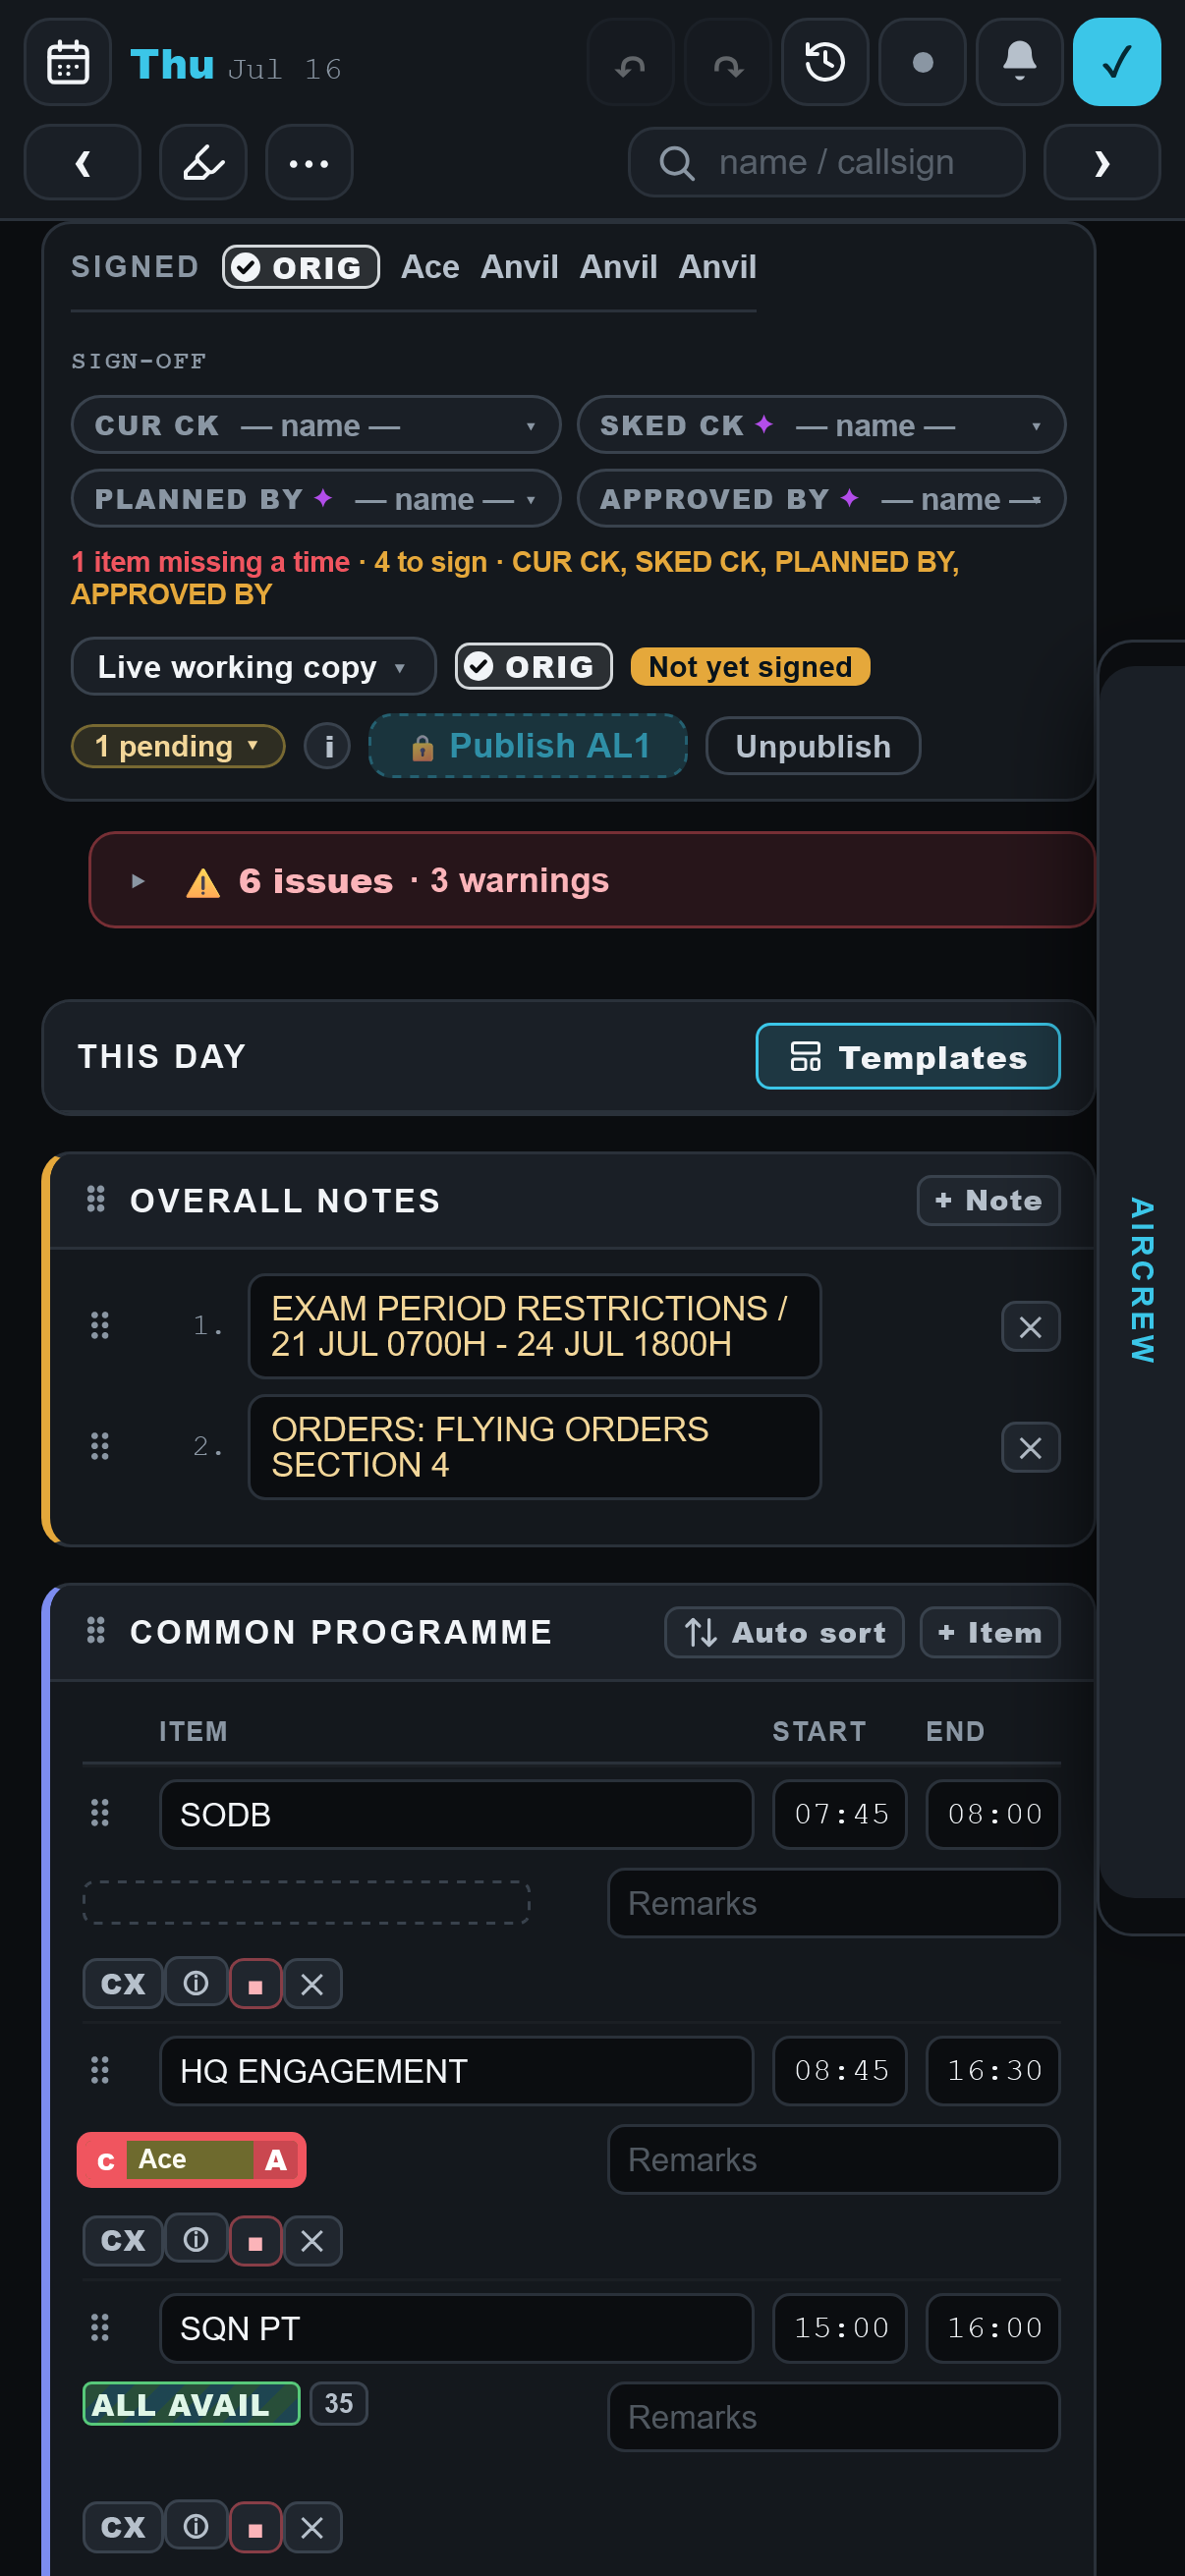 Thu Jul 16
name / callsign
SIGNED ORIG Ace Anvil Anvil Anvil
SIGN-OFF
CUR CK — name —
SKED CK — name —
PLANNED BY — name —
APPROVED BY — name —
1 item missing a time · 4 to sign · CUR CK, SKED CK, PLANNED BY,
APPROVED BY
Live working copy ORIG Not yet signed
1 pending i Publish AL1 Unpublish
6 issues · 3 warnings
THIS DAY Templates
OVERALL NOTES + Note
1. EXAM PERIOD RESTRICTIONS /
21 JUL 0700H - 24 JUL 1800H
2. ORDERS: FLYING ORDERS
SECTION 4
AIRCREW
COMMON PROGRAMME Auto sort + Item
ITEM START END
SODB 07:45 08:00
Remarks
CX
HQ ENGAGEMENT 08:45 16:30
C Ace A Remarks
CX
SQN PT 15:00 16:00
ALL AVAIL 35 Remarks
CX